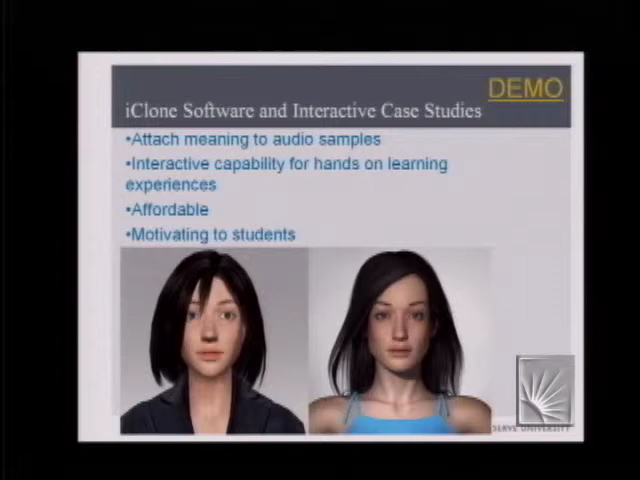 DEMO
iClone Software and Interactive Case Studies
•Attach meaning to audio samples
•Interactive capability for hands on learning
experiences
•Affordable
•Motivating to students
UNIVERSITY